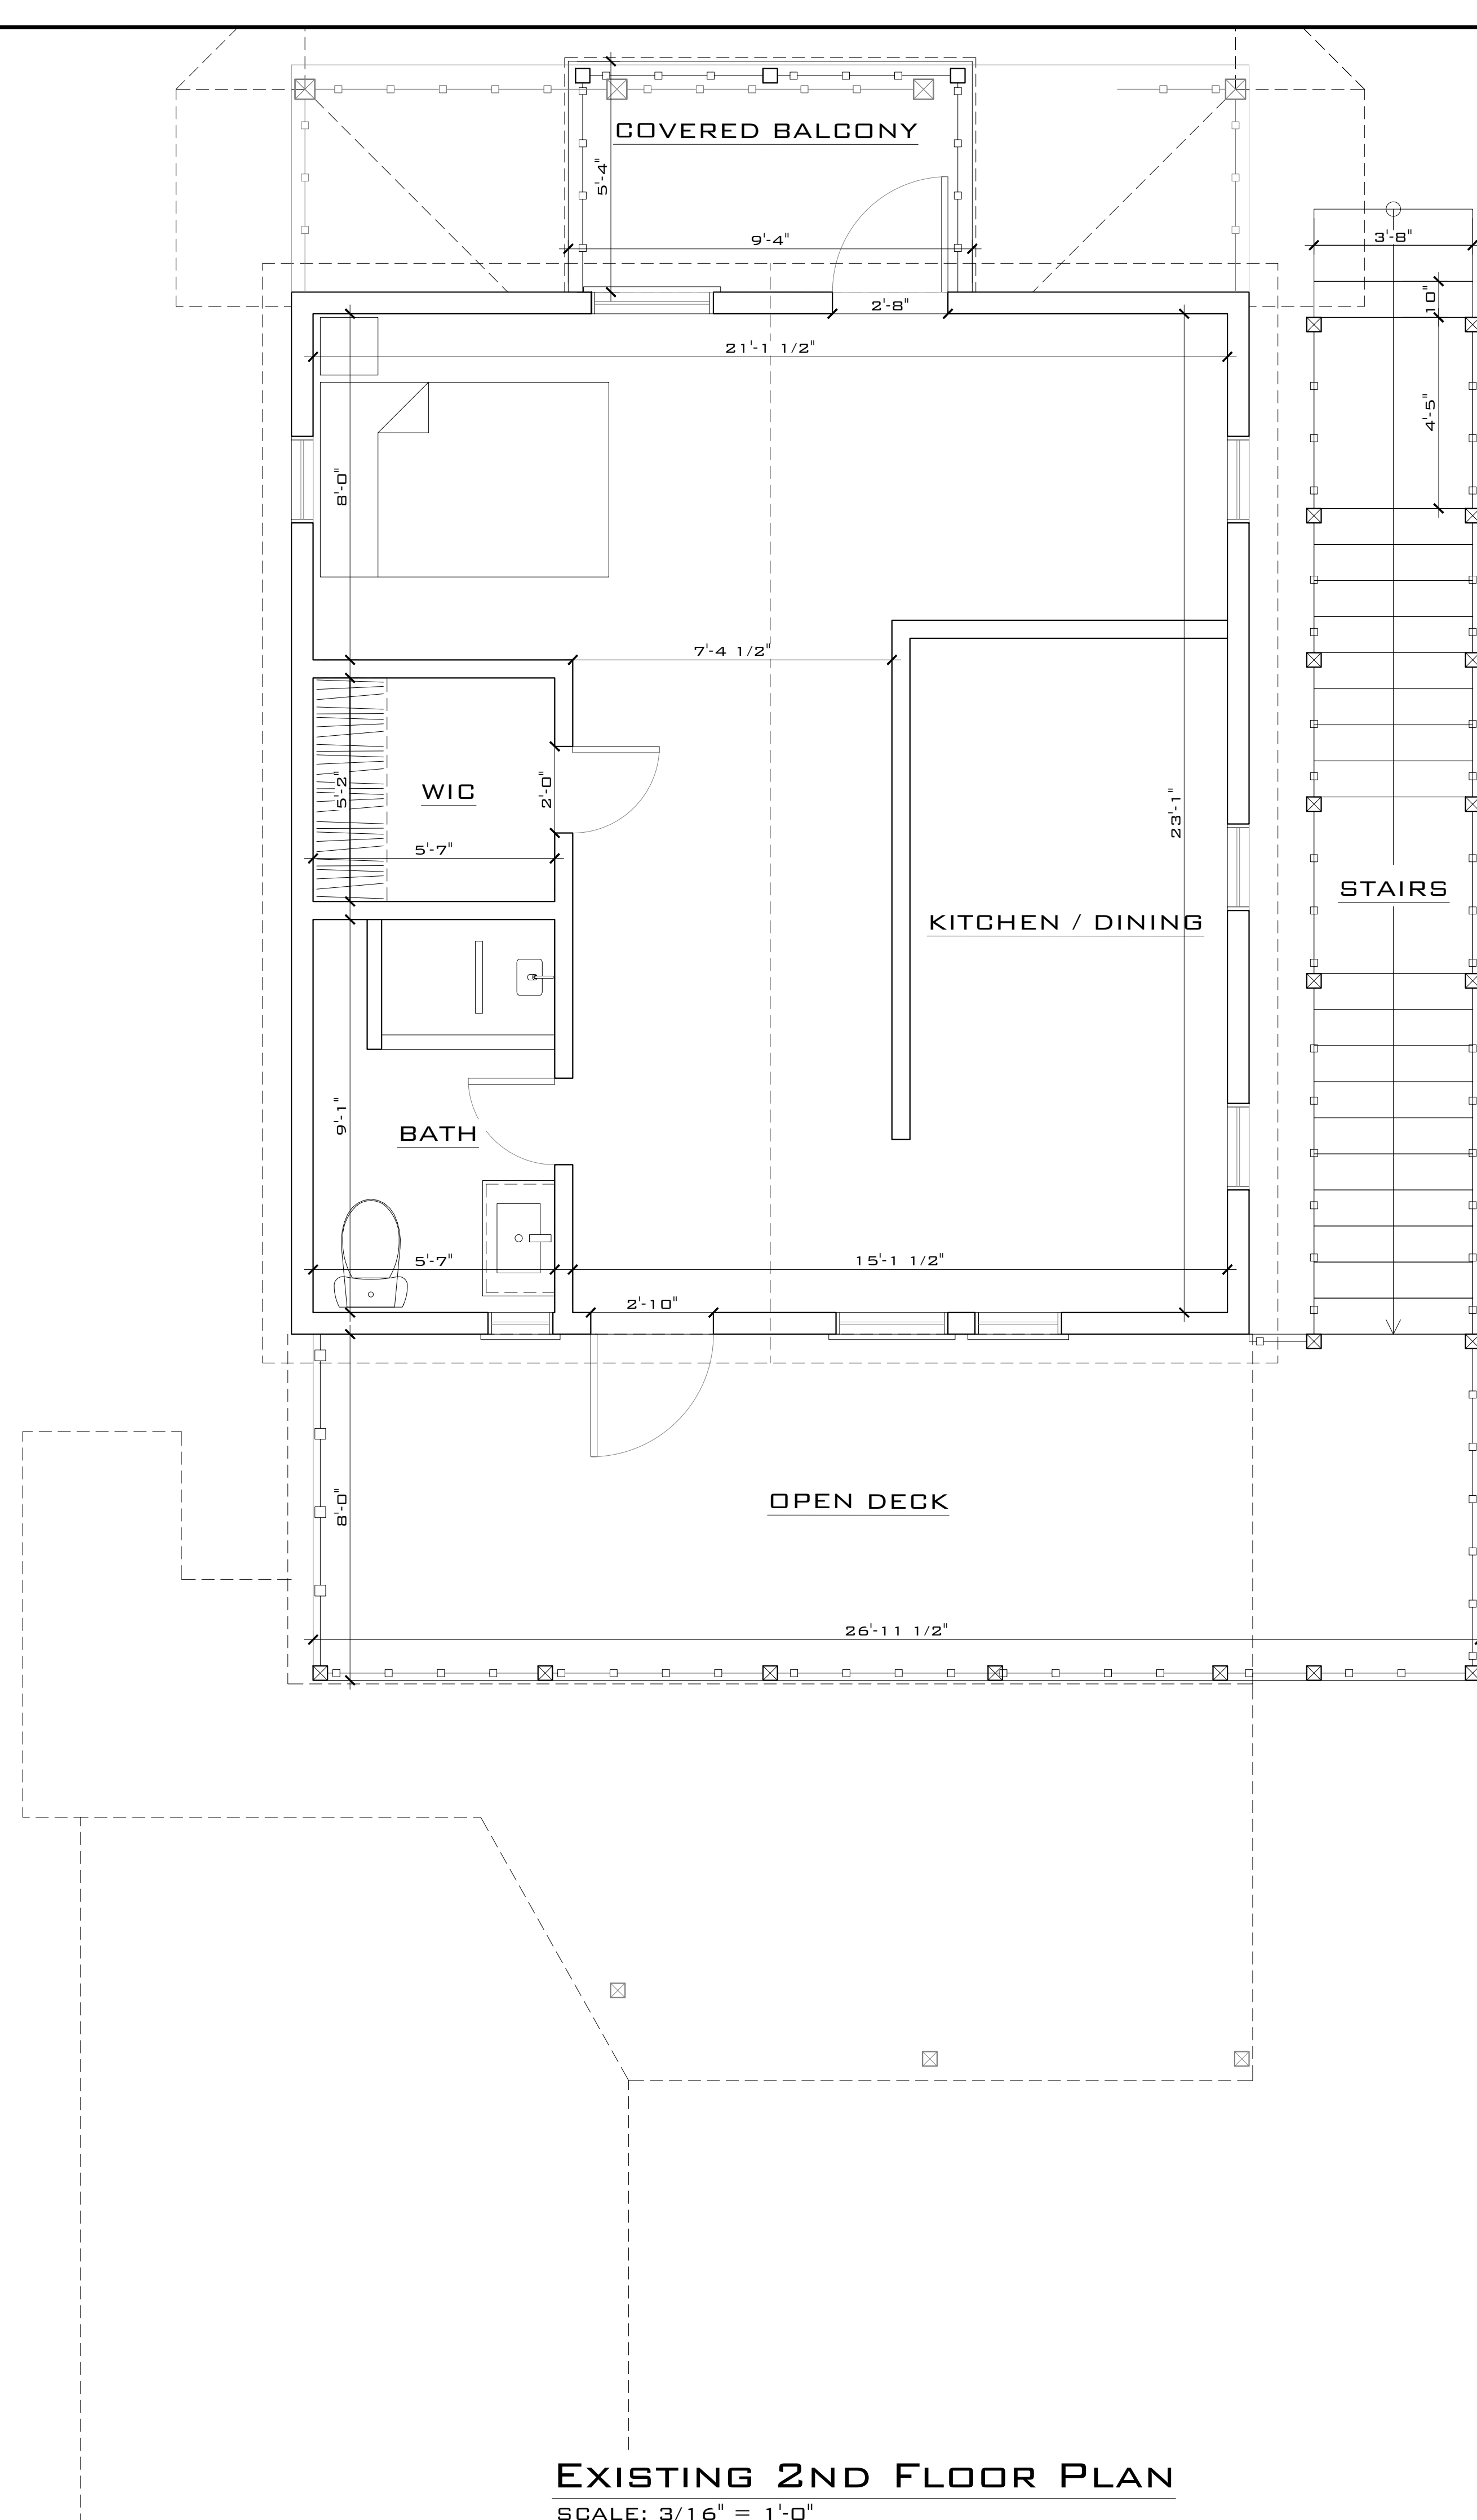 COVERED BALCONY
5'-4"
9'-4"
3'-8"
10"
2'-8"
21'-1 1/2"
4'-5"
8'-0"
7'-4 1/2"
5'-2"
WIC
2'-0"
23'-1"
5'-7"
STAIRS
KITCHEN / DINING
9'-1"
BATH
5'-7"
15'-1 1/2"
2'-10"
8'-0"
OPEN DECK
26'-11 1/2"
EXISTING 2ND FLOOR PLAN
SCALE: 3/16" = 1'-0"